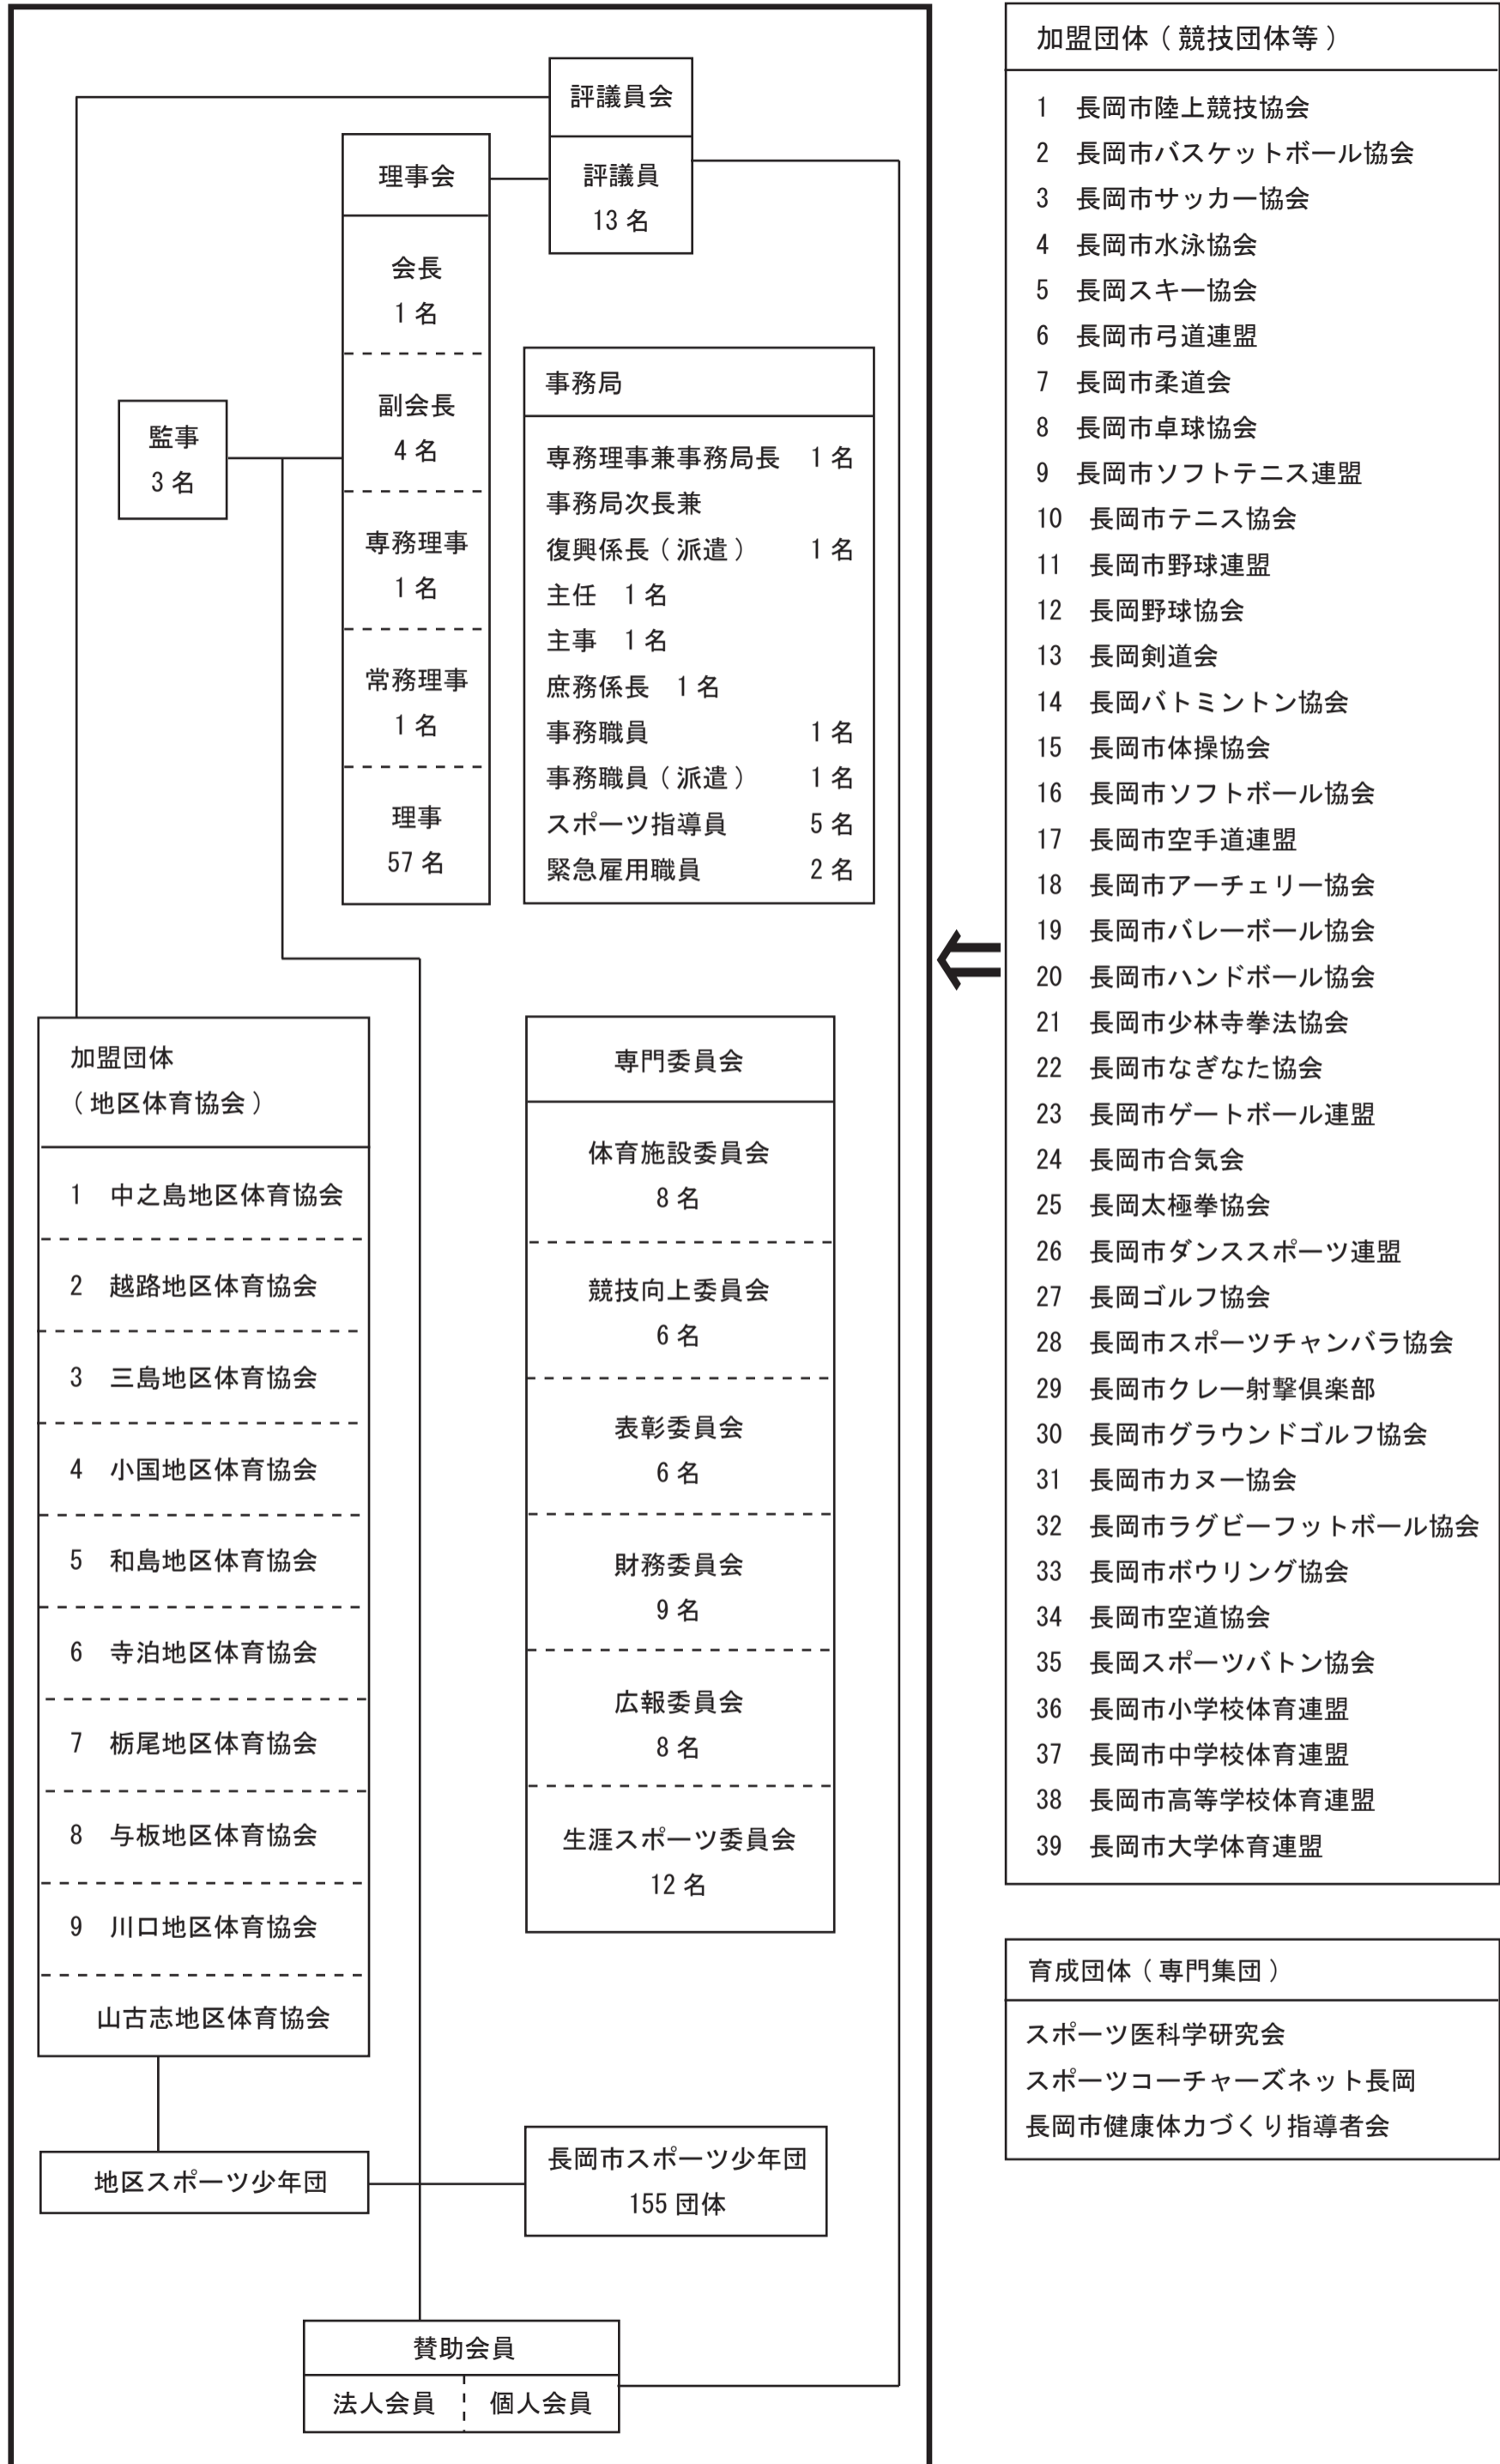 評議員会
評議員
13 名
理事会
会長
1 名
副会長
4 名
専務理事
1 名
常務理事
1 名
理事
57 名
監事
3 名
事務局
専務理事兼事務局長 1 名
事務局次長兼
復興係長（派遣） 1 名
主任 1 名
主事 1 名
庶務係長 1 名
事務職員 1 名
事務職員（派遣） 1 名
スポーツ指導員 5 名
緊急雇用職員 2 名
加盟団体
（地区体育協会）
1 中之島地区体育協会
2 越路地区体育協会
3 三島地区体育協会
4 小国地区体育協会
5 和島地区体育協会
6 寺泊地区体育協会
7 栃尾地区体育協会
8 与板地区体育協会
9 川口地区体育協会
山古志地区体育協会
専門委員会
体育施設委員会
8 名
競技向上委員会
6 名
表彰委員会
6 名
財務委員会
9 名
広報委員会
8 名
生涯スポーツ委員会
12 名
地区スポーツ少年団
長岡市スポーツ少年団
155 団体
賛助会員
法人会員 個人会員
加盟団体（競技団体等）
1 長岡市陸上競技協会
2 長岡市バスケットボール協会
3 長岡市サッカー協会
4 長岡市水泳協会
5 長岡スキー協会
6 長岡市弓道連盟
7 長岡市柔道会
8 長岡市卓球協会
9 長岡市ソフトテニス連盟
10 長岡市テニス協会
11 長岡市野球連盟
12 長岡野球協会
13 長岡剣道会
14 長岡バトミントン協会
15 長岡市体操協会
16 長岡市ソフトボール協会
17 長岡市空手道連盟
18 長岡市アーチェリー協会
19 長岡市バレーボール協会
20 長岡市ハンドボール協会
21 長岡市少林寺拳法協会
22 長岡市なぎなた協会
23 長岡市ゲートボール連盟
24 長岡市合気会
25 長岡太極拳協会
26 長岡市ダンススポーツ連盟
27 長岡ゴルフ協会
28 長岡市スポーツチャンバラ協会
29 長岡市クレー射撃倶楽部
30 長岡市グラウンドゴルフ協会
31 長岡市カヌー協会
32 長岡市ラグビーフットボール協会
33 長岡市ボウリング協会
34 長岡市空道協会
35 長岡スポーツバトン協会
36 長岡市小学校体育連盟
37 長岡市中学校体育連盟
38 長岡市高等学校体育連盟
39 長岡市大学体育連盟
育成団体（専門集団）
スポーツ医科学研究会
スポーツコーチャーズネット長岡
長岡市健康体力づくり指導者会